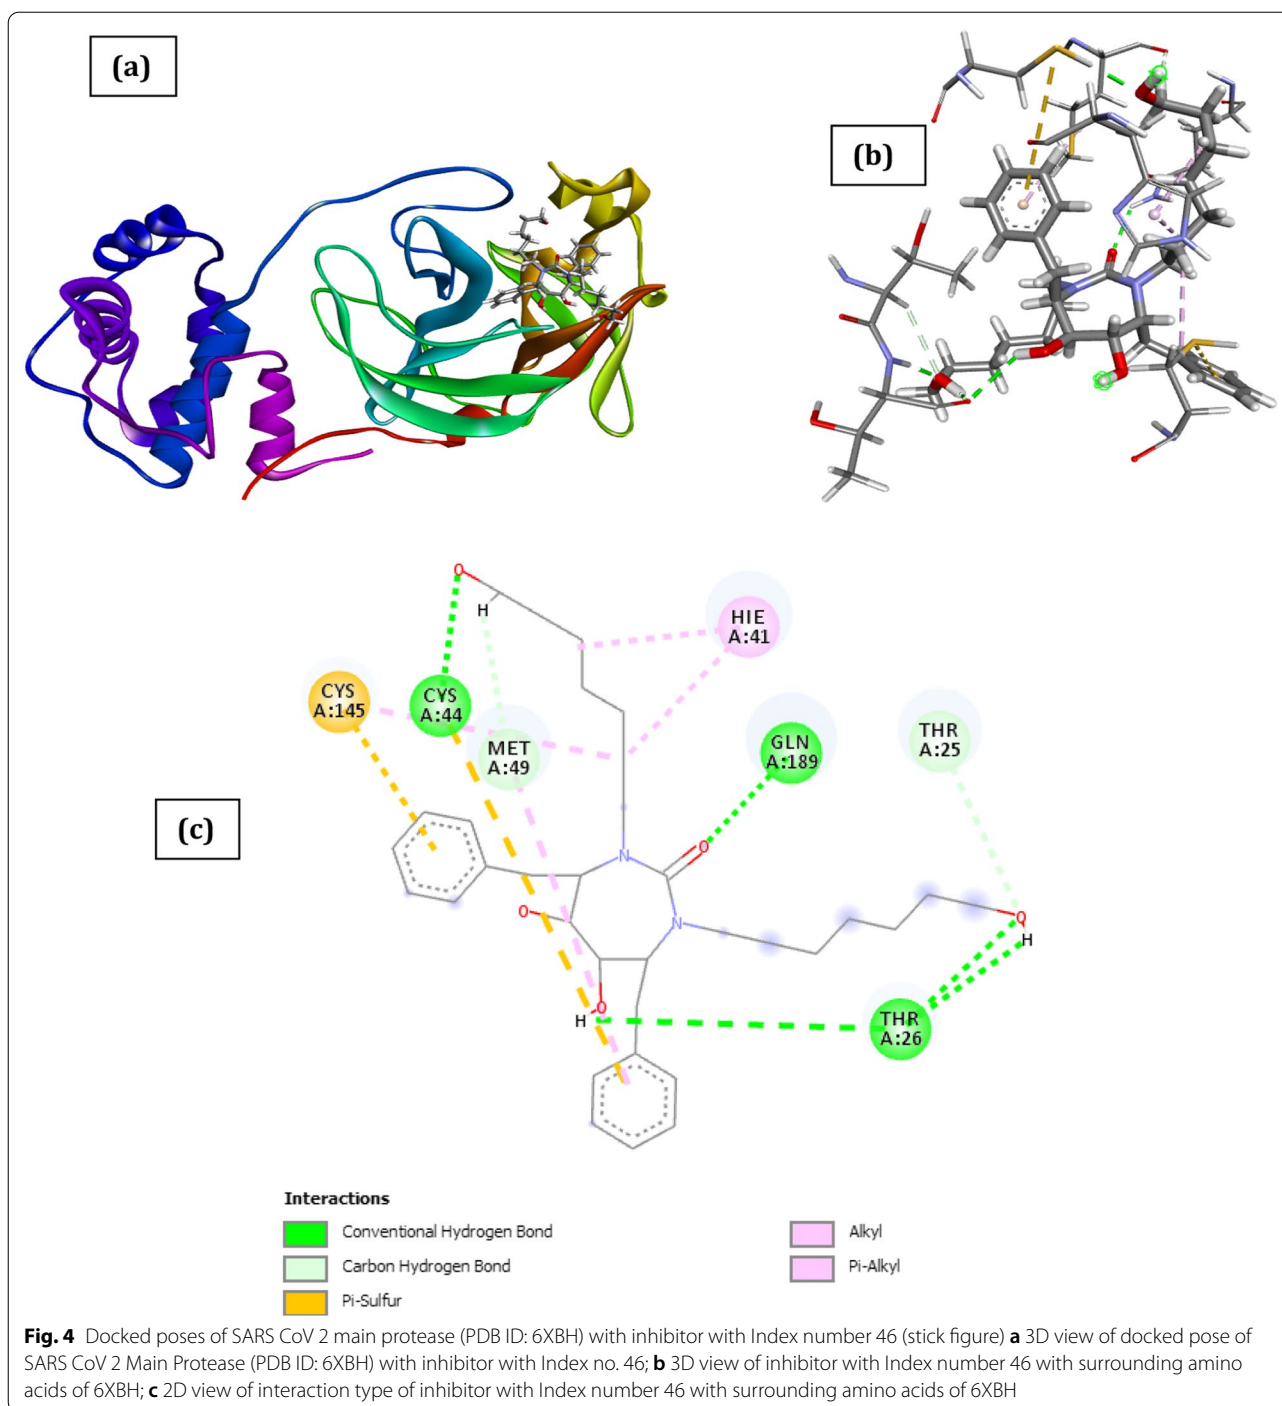 (a)
(b)
O
H
HIE
A:41
CYS
A:145
CYS
A:44
MET
A:49
GLN
A:189
THR
A:25
(c)
N
O
O
N
O
H
O
H
THR
A:26
Interactions
Conventional Hydrogen Bond
Carbon Hydrogen Bond
Pi-Sulfur
Alkyl
Pi-Alkyl
Fig. 4 Docked poses of SARS CoV 2 main protease (PDB ID: 6XBH) with inhibitor with Index number 46 (stick figure) a 3D view of docked pose of
SARS CoV 2 Main Protease (PDB ID: 6XBH) with inhibitor with Index no. 46; b 3D view of inhibitor with Index number 46 with surrounding amino
acids of 6XBH; c 2D view of interaction type of inhibitor with Index number 46 with surrounding amino acids of 6XBH